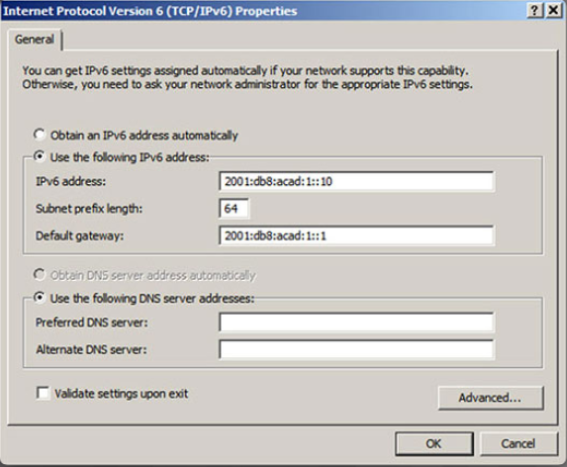 Internet Protocol Version 6 (TCP/IPv6) Properties
General
You can get IPv6 settings assigned automatically if your network supports this capability.
Otherwise, you need to ask your network administrator for the appropriate IPv6 settings.
Obtain an IPv6 address automatically
Use the following IPv6 address:
IPv6 address: 2001:db8:acad:1::10
Subnet prefix length: 64
Default gateway: 2001:db8:acad:1::1
Obtain DNS server address automatically
Use the following DNS server addresses:
Preferred DNS server:
Alternate DNS server:
Validate settings upon exit
Advanced...
OK Cancel